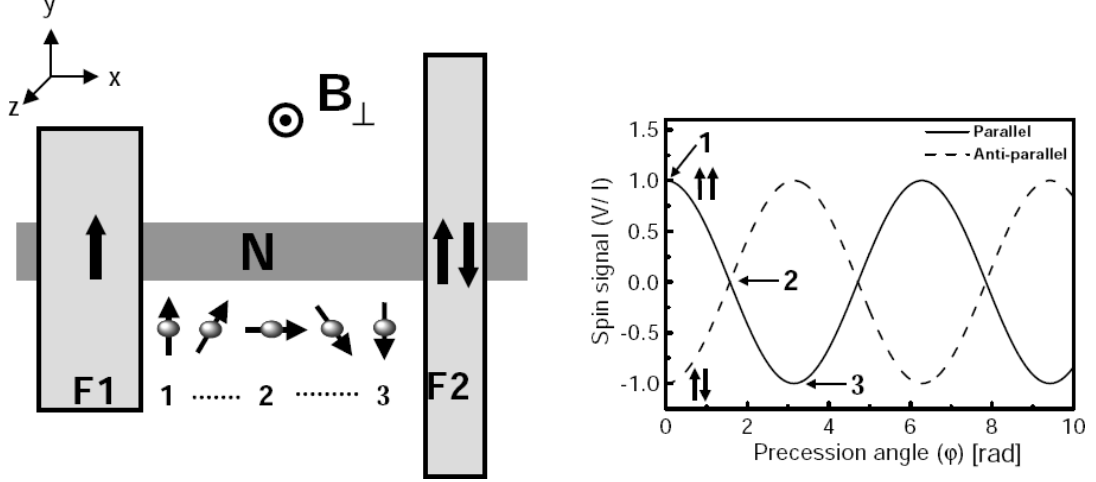 y
x
z
B⊥
N
F1
F2
1 ....... 2 ......... 3
Parallel
Anti-parallel
1
2
3
1.5
1.0
0.5
0.0
-0.5
-1.0
Spin signal (V/ I)
0 2 4 6 8 10
Precession angle (φ) [rad]